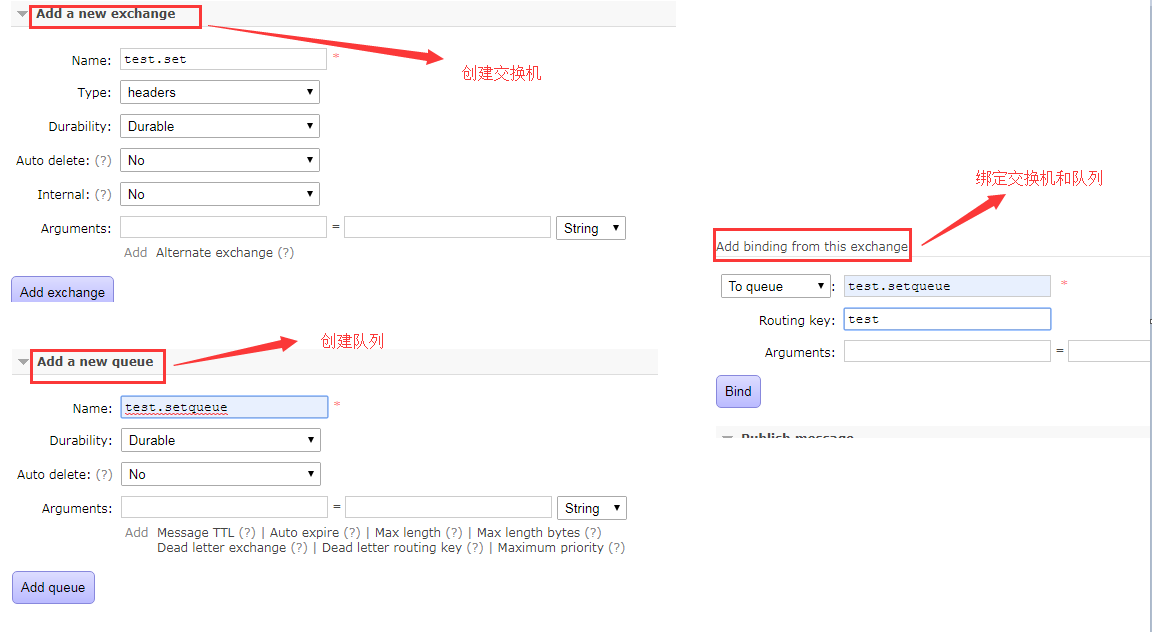 Add a new exchange
Name: test.set *
创建交换机
Type: headers
Durability: Durable
Auto delete: (?) No
Internal: (?) No
Arguments: = String
Add Alternate exchange (?)
Add exchange
创建队列
Add a new queue
Name: test.setqueue *
Durability: Durable
Auto delete: (?) No
Arguments: = String
Add Message TTL (?) | Auto expire (?) | Max length (?) | Max length bytes (?)
Dead letter exchange (?) | Dead letter routing key (?) | Maximum priority (?)
Add queue
绑定交换机和队列
Add binding from this exchange
To queue : test.setqueue *
Routing key: test
Arguments: =
Bind
Publish message